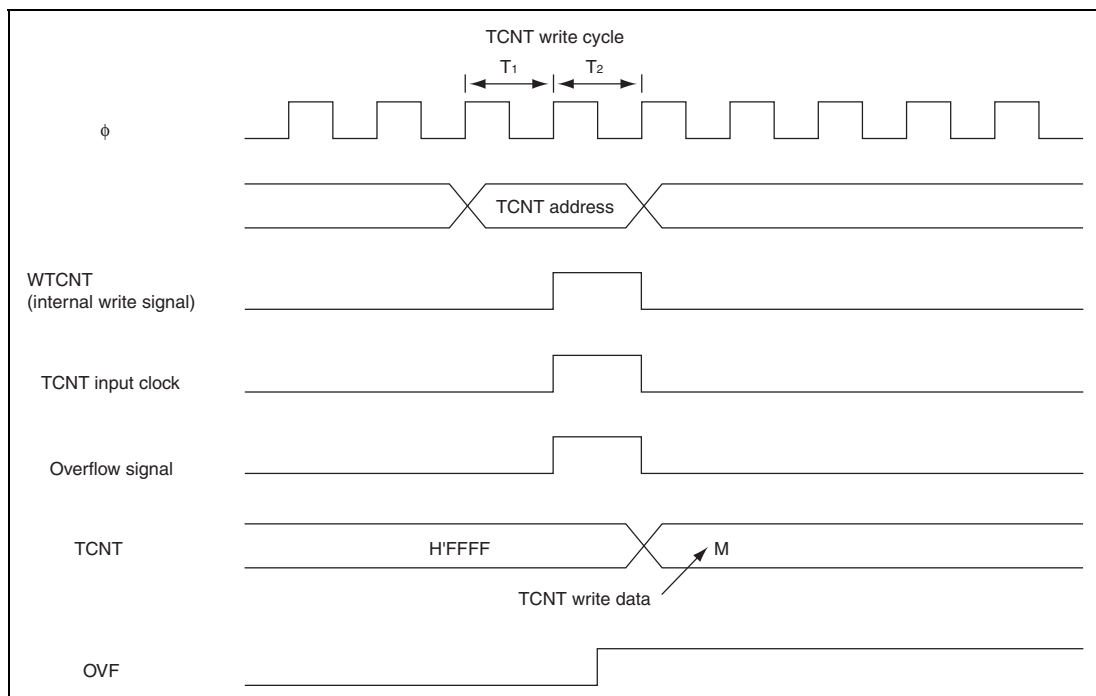 TCNT write cycle
T1 T2
ϕ
TCNT address
WTCNT
(internal write signal)
TCNT input clock
Overflow signal
TCNT H'FFFF M
TCNT write data
OVF